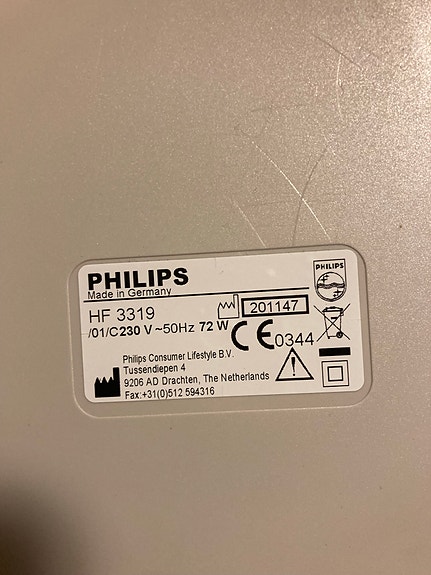 PHILIPS
Made in Germany
HF 3319
201147
PHILIPS
/01/C230 V ~50Hz 72 W
CE 0344
Philips Consumer Lifestyle B.V.
Tussendiepen 4
9206 AD Drachten, The Netherlands
Fax:+31(0)512 594316